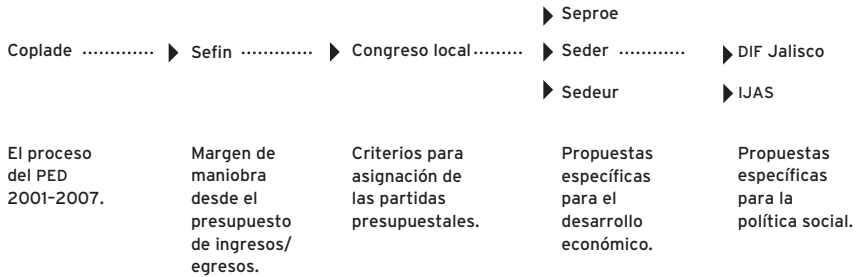 Seproe
Coplade ............. Sefin ............. Congreso local......... Seder ............ DIF Jalisco
Sedeur IJAS
El proceso
del PED
2001–2007.
Margen de
maniobra
desde el
presupuesto
de ingresos/
egresos.
Criterios para
asignación de
las partidas
presupuestales.
Propuestas
específicas
para el
desarrollo
económico.
Propuestas
específicas
para la
política social.